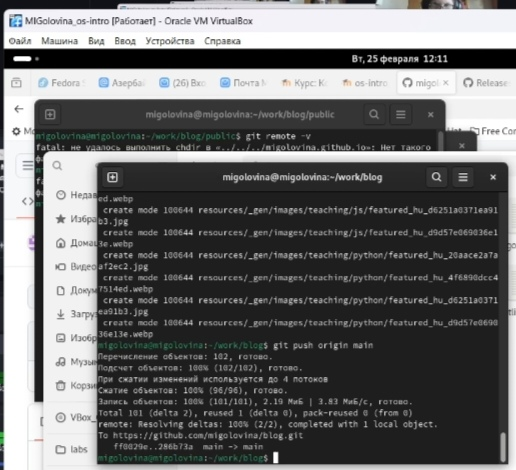 MIGolovina_os-intro [Работает] - Oracle VM VirtualBox
Файл Машина Вид Ввод Устройства Справка
Вт, 25 февраля 12:11
Fedora Азербай (26) Вхо Почта М Курс: К os-intro migol Release
migolovina@migolovina:~/work/blog/public
Free Con
migolovina@migolovina:~/work/blog/public$ git remote -v
fatal: не удалось выполнить chdir в «../../../migolovina.github.io»: Нет такого
migolovina@migolovina:~/work/blog
Недав
Избра
Домаш
Видео
Докум
Загруз
Изобр
Музык
Корзин
VBox_
labs
ed.webp
create mode 100644 resources/_gen/images/teaching/js/featured_hu_d6251a0371ea91
b3.jpg
create mode 100644 resources/_gen/images/teaching/js/featured_hu_d9d57e069036e1
3e.webp
create mode 100644 resources/_gen/images/teaching/python/featured_hu_20aace2a7a
af2ec2.jpg
create mode 100644 resources/_gen/images/teaching/python/featured_hu_4f6890dcc4
7514ed.webp
create mode 100644 resources/_gen/images/teaching/python/featured_hu_d6251a0371
ea91b3.jpg
create mode 100644 resources/_gen/images/teaching/python/featured_hu_d9d57e0690
36e13e.webp
migolovina@migolovina:~/work/blog$ git push origin main
Перечисление объектов: 102, готово.
Подсчет объектов: 100% (102/102), готово.
При сжатии изменений используется до 4 потоков
Сжатие объектов: 100% (96/96), готово.
Запись объектов: 100% (101/101), 2.19 МиБ | 3.83 МиБ/с, готово.
Total 101 (delta 2), reused 1 (delta 0), pack-reused 0 (from 0)
remote: Resolving deltas: 100% (2/2), completed with 1 local object.
To https://github.com/migolovina/blog.git
ff0029e..286b73a main -> main
migolovina@migolovina:~/work/blog$